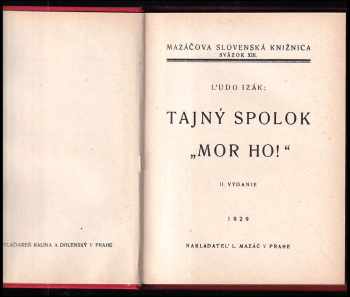 TLAČIAREŇ KALINA A DOLENSKÝ V PRAHE
MAZÁČOVA SLOVENSKÁ KNIŽNICA
SVÄZOK XIII.
ĽUDO IZÁK:
TAJNÝ SPOLOK
„MOR HO!“
II. VYDANIE
1929
NAKLADATEĽ L. MAZÁČ V PRAHE